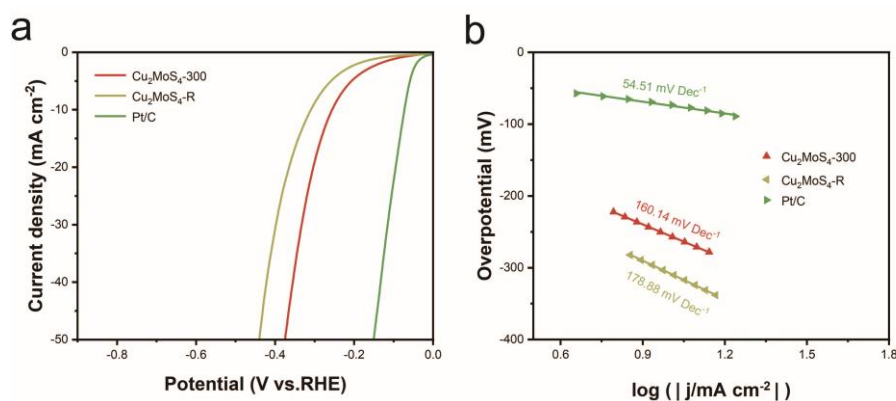 a
Current density (mA cm⁻²)
0
-10
-20
-30
-40
-50
Cu₂MoS₄-300
Cu₂MoS₄-R
Pt/C
-0.8
-0.6
-0.4
-0.2
0.0
Potential (V vs.RHE)
b
Overpotential (mV)
0
-100
-200
-300
-400
54.51 mV Dec⁻¹
160.14 mV Dec⁻¹
178.88 mV Dec⁻¹
Cu₂MoS₄-300
Cu₂MoS₄-R
Pt/C
0.6
0.9
1.2
1.5
1.8
log (|j/mA cm⁻²|)